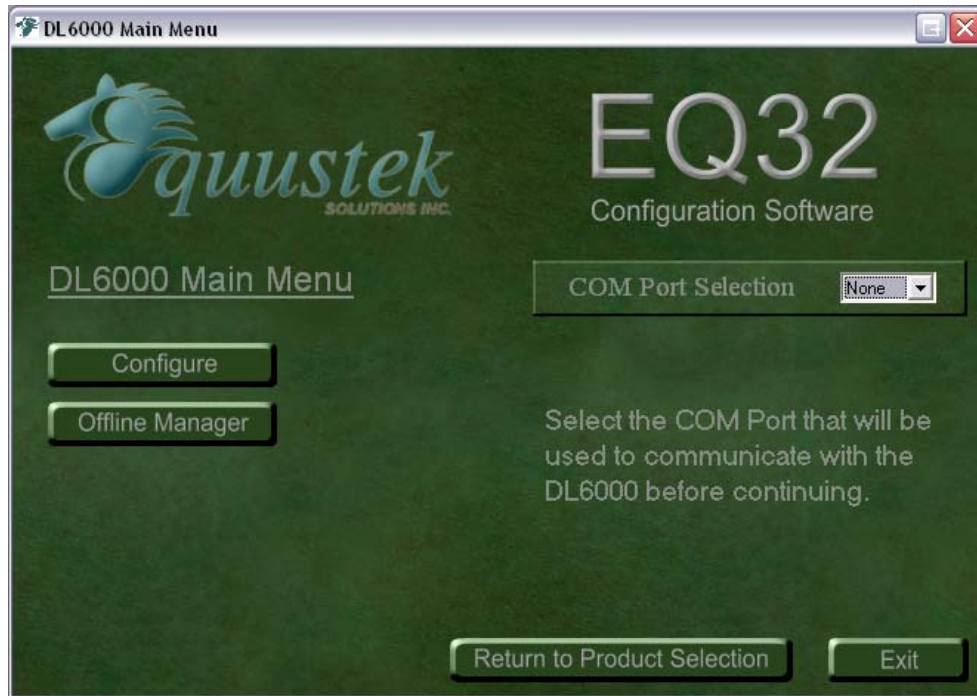 DL6000 Main Menu
Equustek
SOLUTIONS INC.
EQ32
Configuration Software
DL6000 Main Menu
COM Port Selection
None
Configure
Offline Manager
Select the COM Port that will be
used to communicate with the
DL6000 before continuing.
Return to Product Selection
Exit